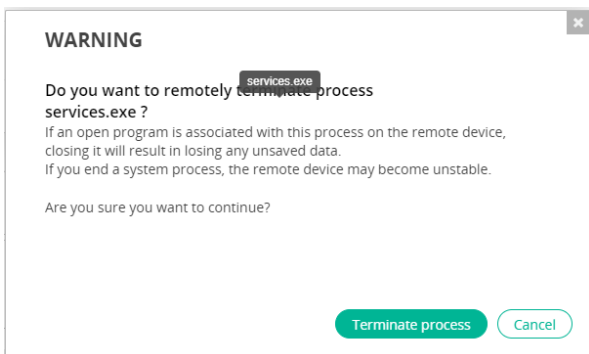 WARNING
services.exe
Do you want to remotely terminate process
services.exe ?
If an open program is associated with this process on the remote device,
closing it will result in losing any unsaved data.
If you end a system process, the remote device may become unstable.
Are you sure you want to continue?
Terminate process
Cancel